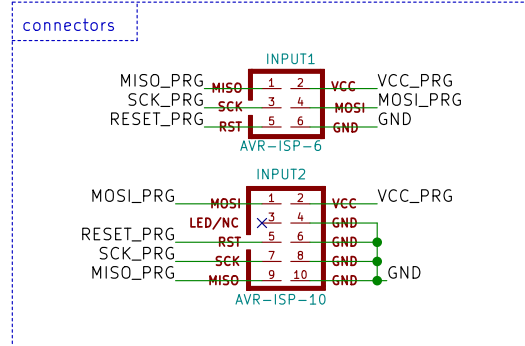 connectors
INPUT1
MISO_PRG MISO 1 2 VCC VCC_PRG
SCK_PRG SCK 3 4 MOSI MOSI_PRG
RESET_PRG RST 5 6 GND GND
AVR-ISP-6
INPUT2
MOSI_PRG MOSI 1 2 VCC VCC_PRG
LED/NC 3 4 GND
RESET_PRG RST 5 6 GND
SCK_PRG SCK 7 8 GND
MISO_PRG MISO 9 10 GND GND
AVR-ISP-10